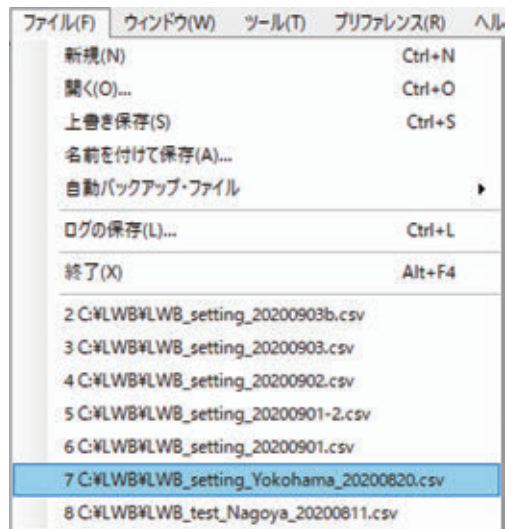 ファイル(F) ウィンドウ(W) ツール(T) プリファレンス(R) ヘル
新規(N) Ctrl+N
開く(O)... Ctrl+O
上書き保存(S) Ctrl+S
名前を付けて保存(A)...
自動バックアップ・ファイル
ログの保存(L)... Ctrl+L
終了(X) Alt+F4
2 C:¥LWB¥LWB_setting_20200903b.csv
3 C:¥LWB¥LWB_setting_20200903.csv
4 C:¥LWB¥LWB_setting_20200902.csv
5 C:¥LWB¥LWB_setting_20200901-2.csv
6 C:¥LWB¥LWB_setting_20200901.csv
7 C:¥LWB¥LWB_setting_Yokohama_20200820.csv
8 C:¥LWB¥LWB_test_Nagoya_20200811.csv